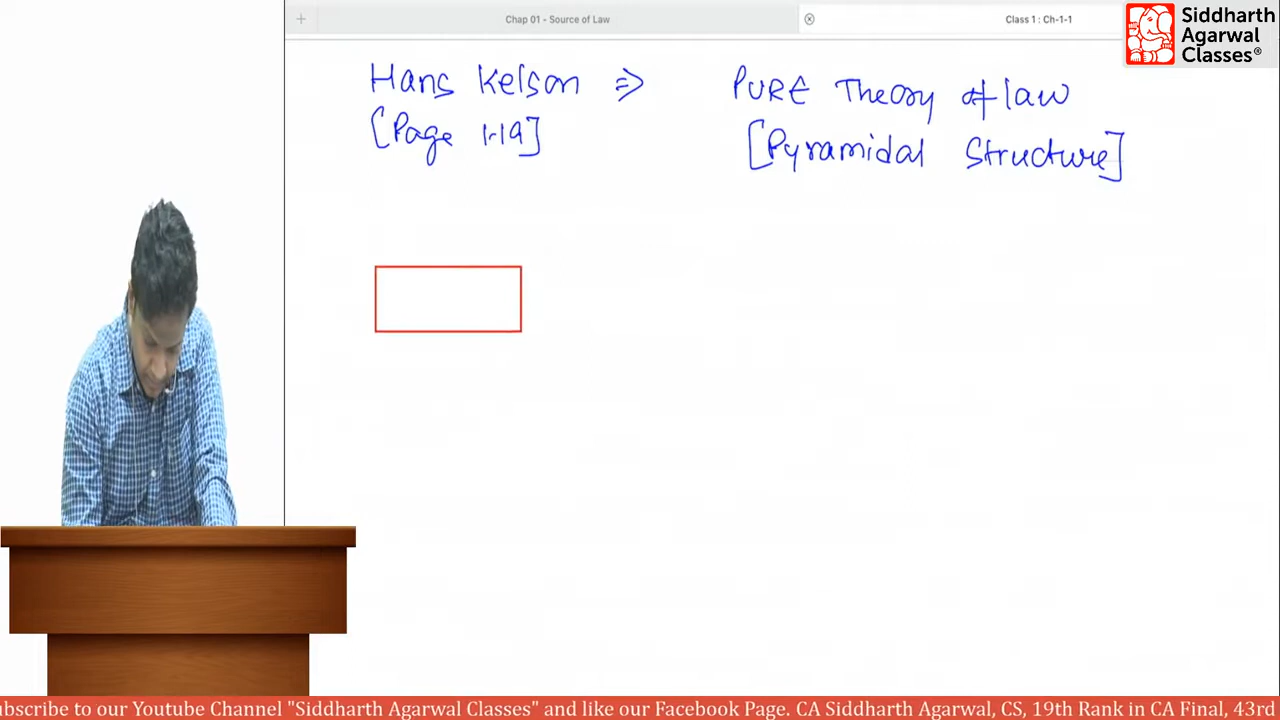 Chap 01 - Source of Law
Class 1 : Ch-1-1
Siddharth
Agarwal
Classes®
Hans Kelson ⇒ PURE Theory of law
[Page 1.19] [Pyramidal Structure]
ubscribe to our Youtube Channel "Siddharth Agarwal Classes" and like our Facebook Page. CA Siddharth Agarwal, CS, 19th Rank in CA Final, 43rd